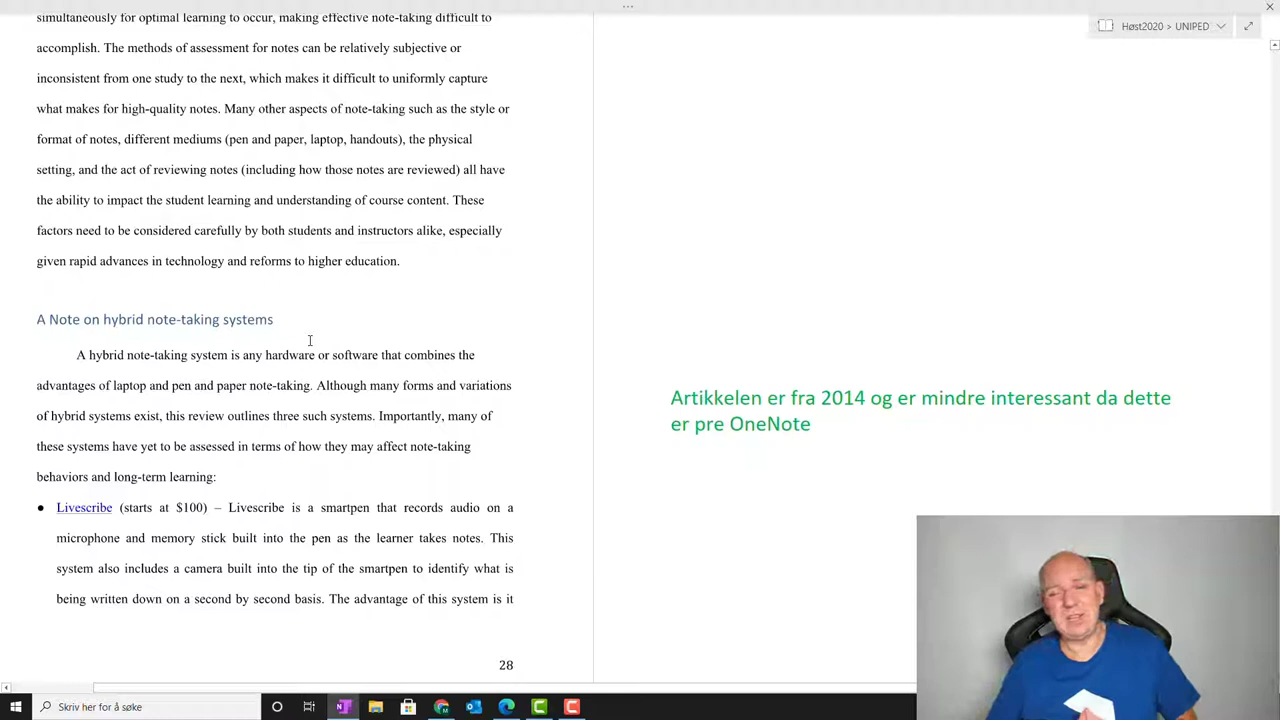 Høst2020 > UNIPED
simultaneously for optimal learning to occur, making effective note-taking difficult to
accomplish. The methods of assessment for notes can be relatively subjective or
inconsistent from one study to the next, which makes it difficult to uniformly capture
what makes for high-quality notes. Many other aspects of note-taking such as the style or
format of notes, different mediums (pen and paper, laptop, handouts), the physical
setting, and the act of reviewing notes (including how those notes are reviewed) all have
the ability to impact the student learning and understanding of course content. These
factors need to be considered carefully by both students and instructors alike, especially
given rapid advances in technology and reforms to higher education.
A Note on hybrid note-taking systems
A hybrid note-taking system is any hardware or software that combines the
advantages of laptop and pen and paper note-taking. Although many forms and variations
of hybrid systems exist, this review outlines three such systems. Importantly, many of
these systems have yet to be assessed in terms of how they may affect note-taking
behaviors and long-term learning:
● Livescribe (starts at $100) – Livescribe is a smartpen that records audio on a
microphone and memory stick built into the pen as the learner takes notes. This
system also includes a camera built into the tip of the smartpen to identify what is
being written down on a second by second basis. The advantage of this system is it
28
Artikkelen er fra 2014 og er mindre interessant da dette
er pre OneNote
Skriv her for å søke